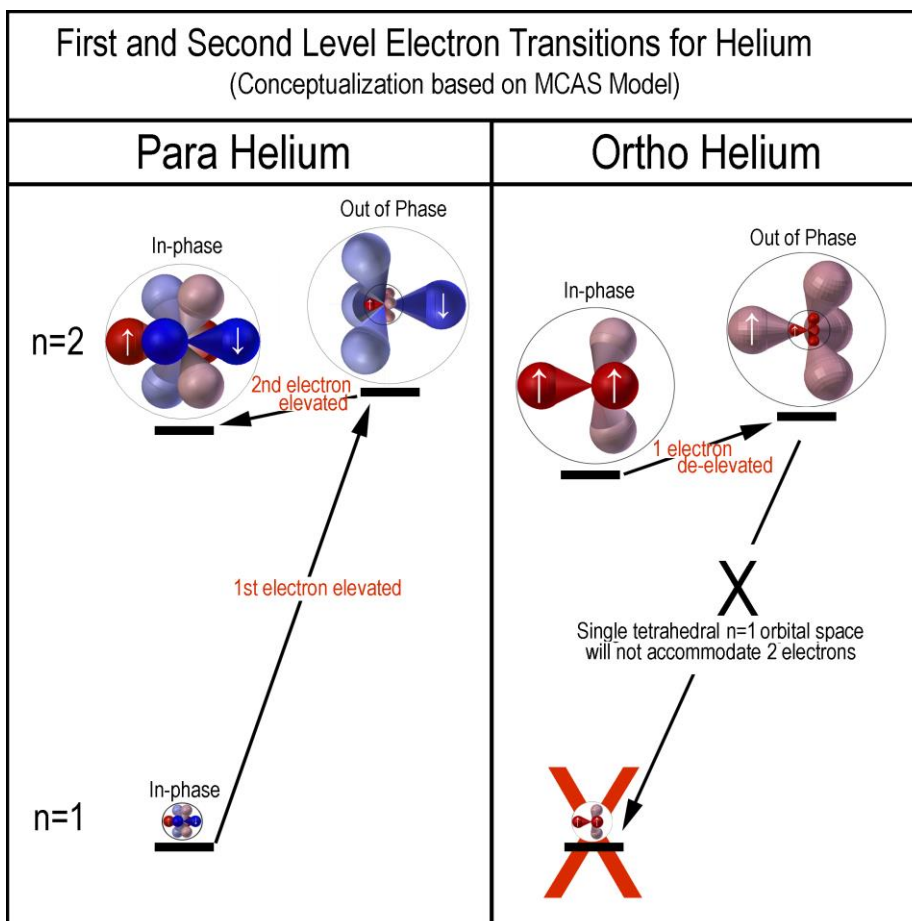 First and Second Level Electron Transitions for Helium
(Conceptualization based on MCAS Model)
Para Helium
Ortho Helium
Out of Phase
In-phase
Out of Phase
In-phase
n=2
↑
↓
↑
↓
↑
↑
↑
↑
2nd electron
elevated
1 electron
de-elevated
1st electron elevated
X
Single tetrahedral n=1 orbital space
will not accommodate 2 electrons
In-phase
n=1
↑
↓
↑
↑
X